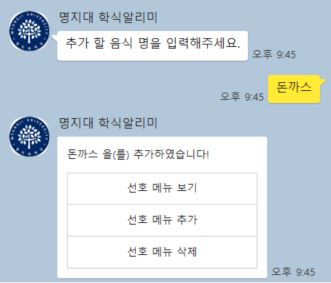 명지대 학식알리미
추가 할 음식 명을 입력해주세요.
오후 9:45
돈까스
오후 9:45
명지대 학식알리미
돈까스 을(를) 추가하였습니다!
선호 메뉴 보기
선호 메뉴 추가
선호 메뉴 삭제
오후 9:45